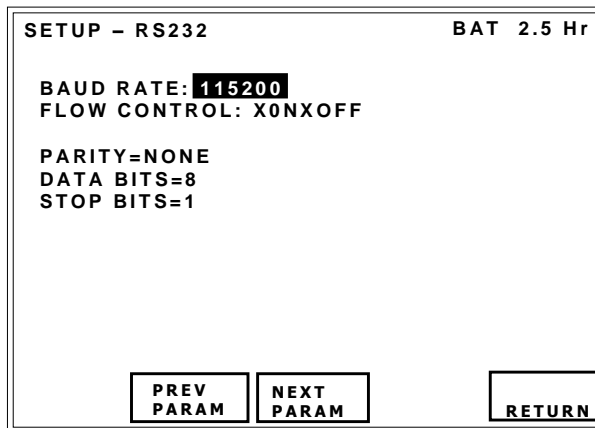 SETUP – RS232
BAT 2.5 Hr
BAUD RATE: 115200
FLOW CONTROL: X0NXOFF
PARITY=NONE
DATA BITS=8
STOP BITS=1
PREV
PARAM
NEXT
PARAM
RETURN